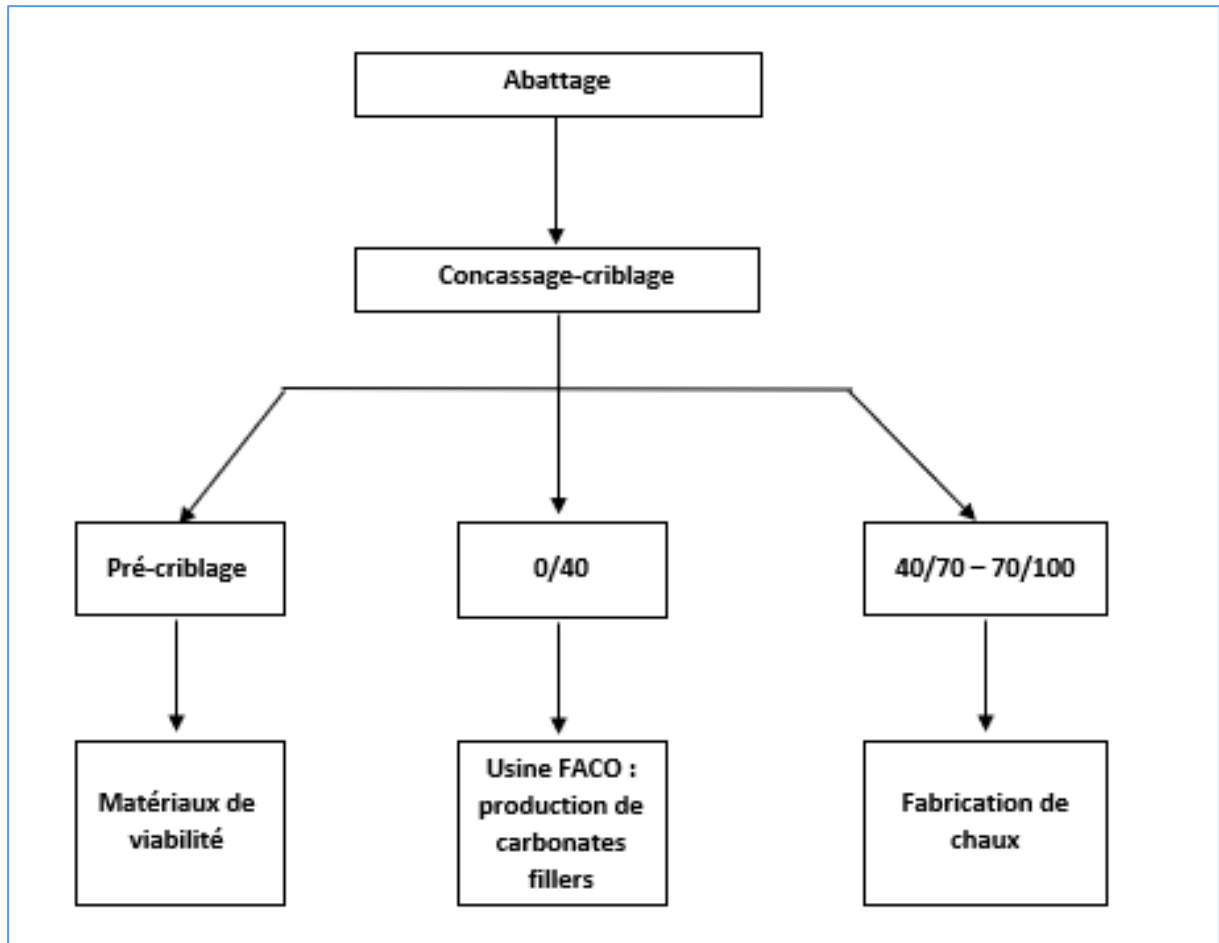 Abattage
Concassage-criblage
Pré-criblage
0/40
40/70 – 70/100
Matériaux de
viabilité
Usine FACO :
production de
carbonates
fillers
Fabrication de
chaux